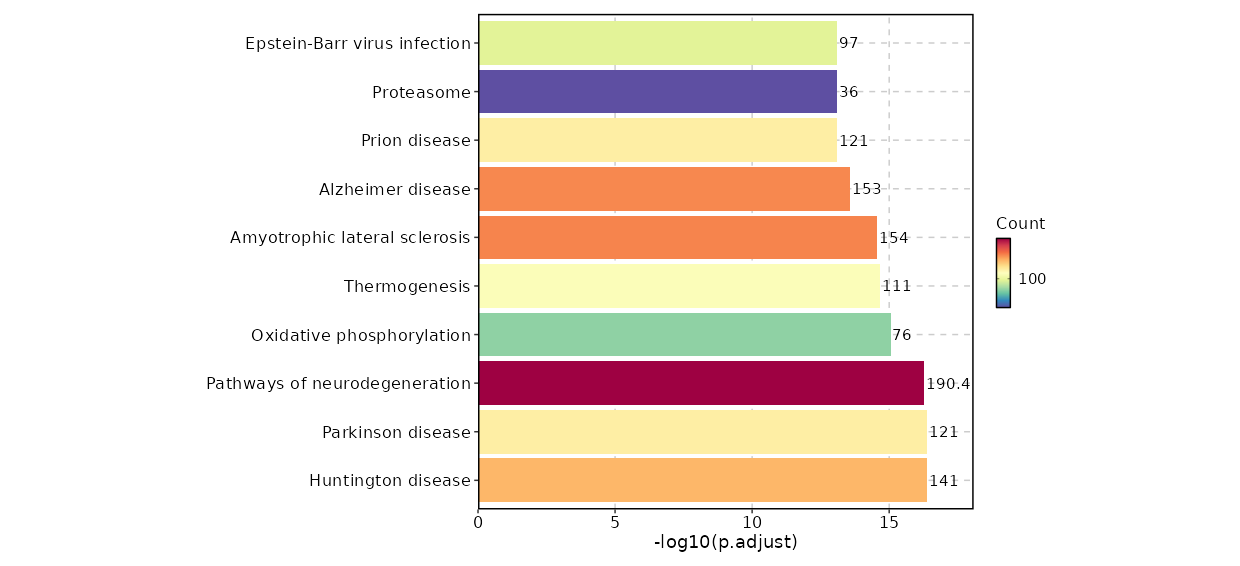 Epstein-Barr virus infection 97
Proteasome 36
Prion disease 121
Alzheimer disease 153
Amyotrophic lateral sclerosis 154
Thermogenesis 111
Oxidative phosphorylation 76
Pathways of neurodegeneration 190.4
Parkinson disease 121
Huntington disease 141
0 5 10 15
-log10(p.adjust)
Count
100